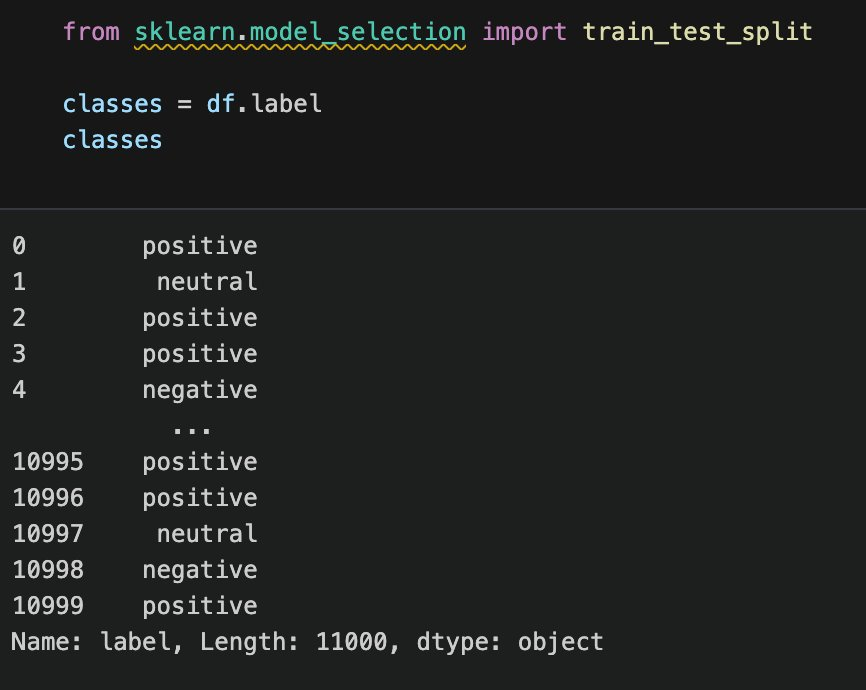 from sklearn.model_selection import train_test_split
classes = df.label
classes
0 positive
1 neutral
2 positive
3 positive
4 negative
...
10995 positive
10996 positive
10997 neutral
10998 negative
10999 positive
Name: label, Length: 11000, dtype: object